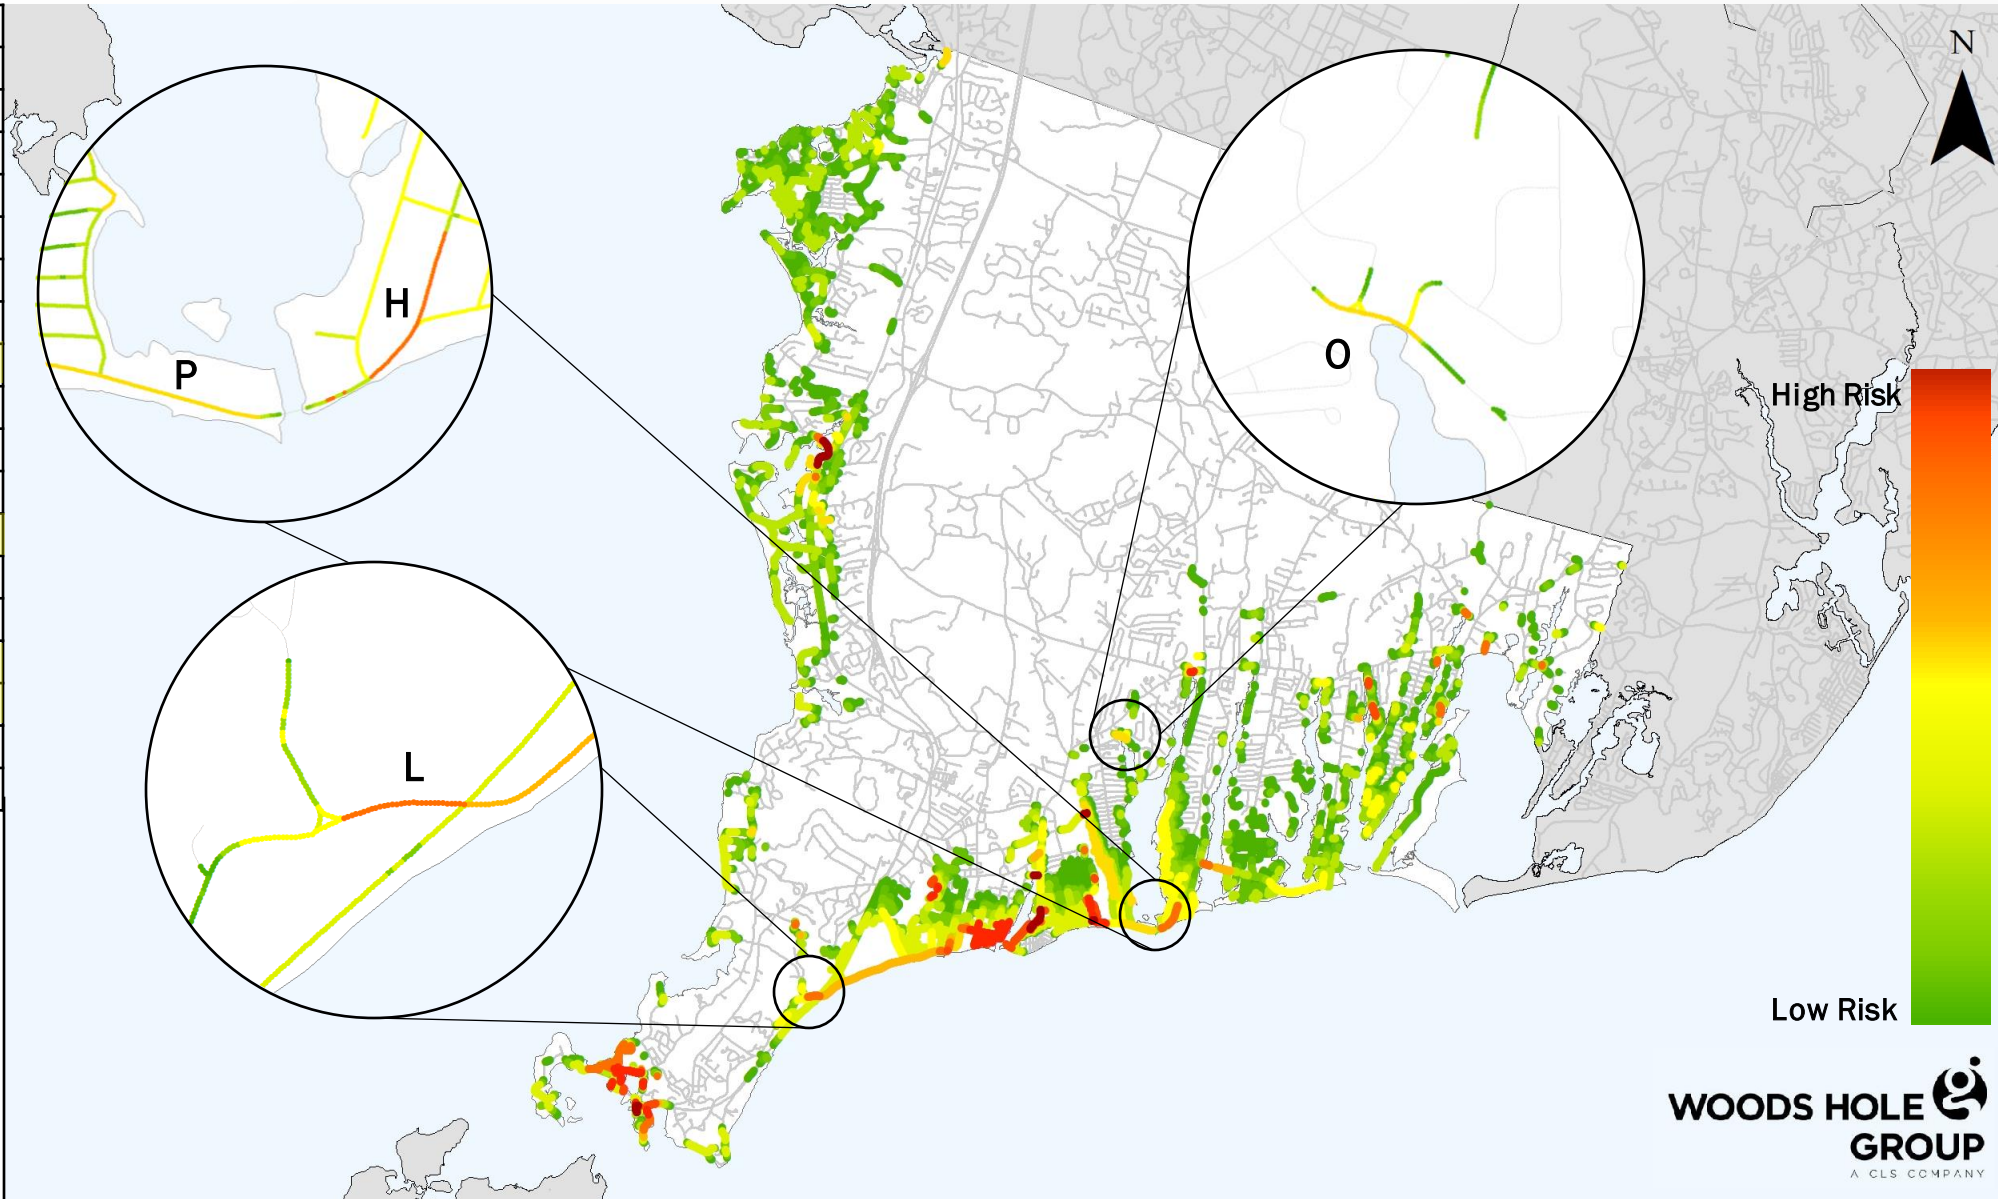 N
H
P
O
High Risk
L
Low Risk
WOODS HOLE
GROUP
A CLS COMPANY